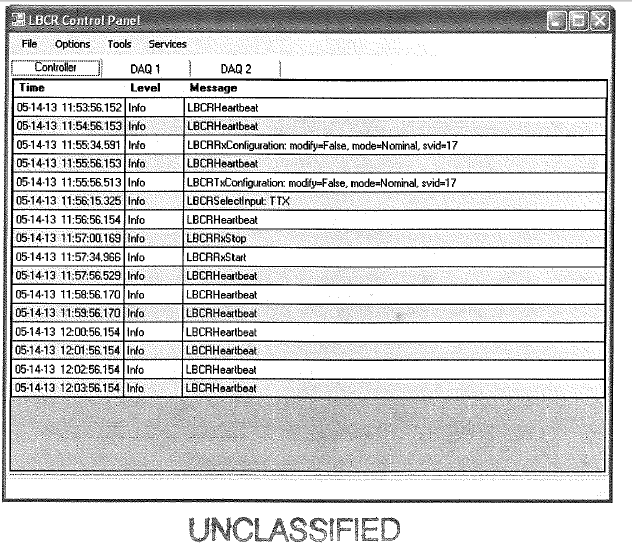 LBCR Control Panel
File Options Tools Services
Controller DAQ 1 DAQ 2
Time Level Message
05-14-13 11:53:56.152 Info LBCRHeartbeat
05-14-13 11:54:56.153 Info LBCRHeartbeat
05-14-13 11:55:34.591 Info LBCRRxConfiguration: modify=False, mode=Nominal, svid=17
05-14-13 11:55:56.153 Info LBCRHeartbeat
05-14-13 11:55:56.513 Info LBCRTxConfiguration: modify=False, mode=Nominal, svid=17
05-14-13 11:56:15.325 Info LBCRSelectInput: TTX
05-14-13 11:56:56.154 Info LBCRHeartbeat
05-14-13 11:57:00.169 Info LBCRRxStop
05-14-13 11:57:34.966 Info LBCRRxStart
05-14-13 11:57:56.529 Info LBCRHeartbeat
05-14-13 11:58:56.170 Info LBCRHeartbeat
05-14-13 11:59:56.170 Info LBCRHeartbeat
05-14-13 12:00:56.154 Info LBCRHeartbeat
05-14-13 12:01:56.154 Info LBCRHeartbeat
05-14-13 12:02:56.154 Info LBCRHeartbeat
05-14-13 12:03:56.154 Info LBCRHeartbeat
UNCLASSIFIED